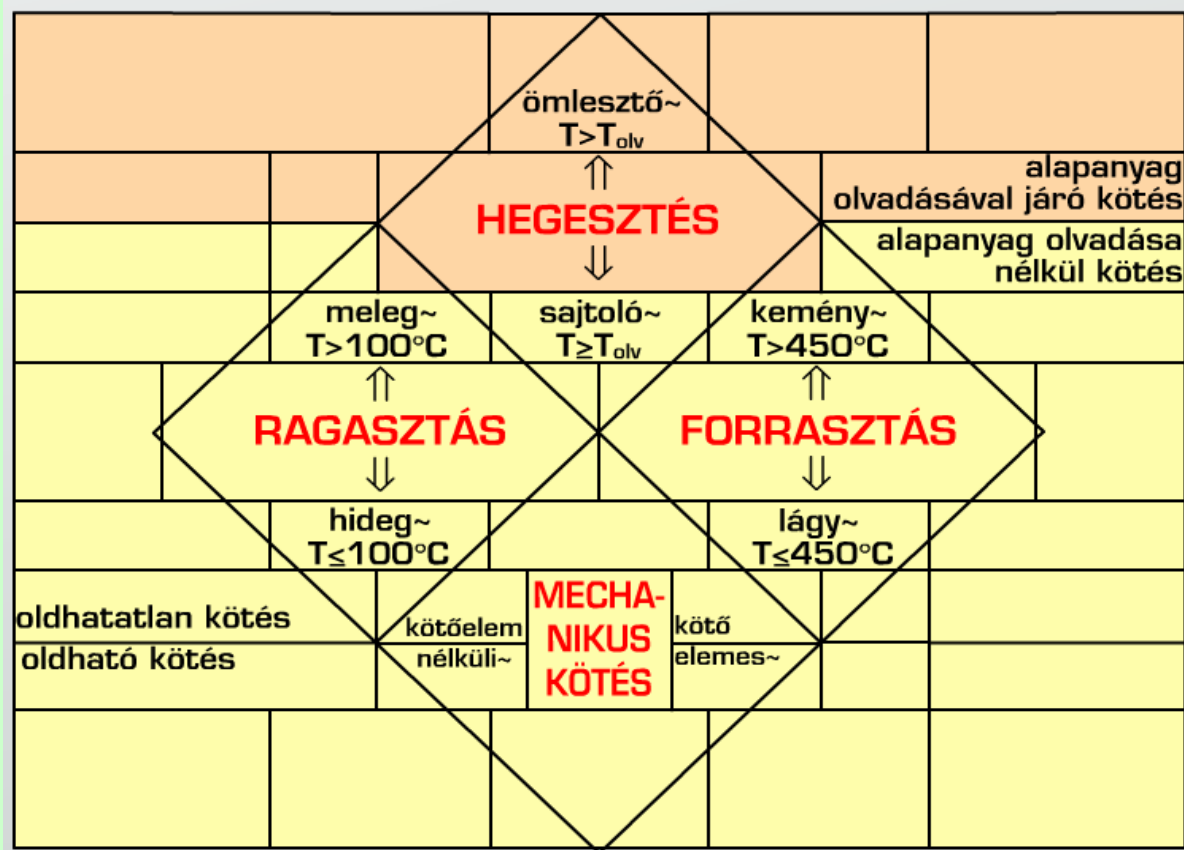 ömlesztő~
T>Tolv
⇑
alapanyag
olvadásával járó kötés
HEGESZTÉS
⇓
alapanyag olvadása
nélkül kötés
meleg~
T>100°C
sajtoló~
T≥Tolv
kemény~
T>450°C
⇑
⇑
RAGASZTÁS
FORRASZTÁS
⇓
⇓
hideg~
T≤100°C
lágy~
T≤450°C
oldhatatlan kötés
oldható kötés
kötőelem
nélküli~
MECHA-
NIKUS
KÖTÉS
kötő
elemes~